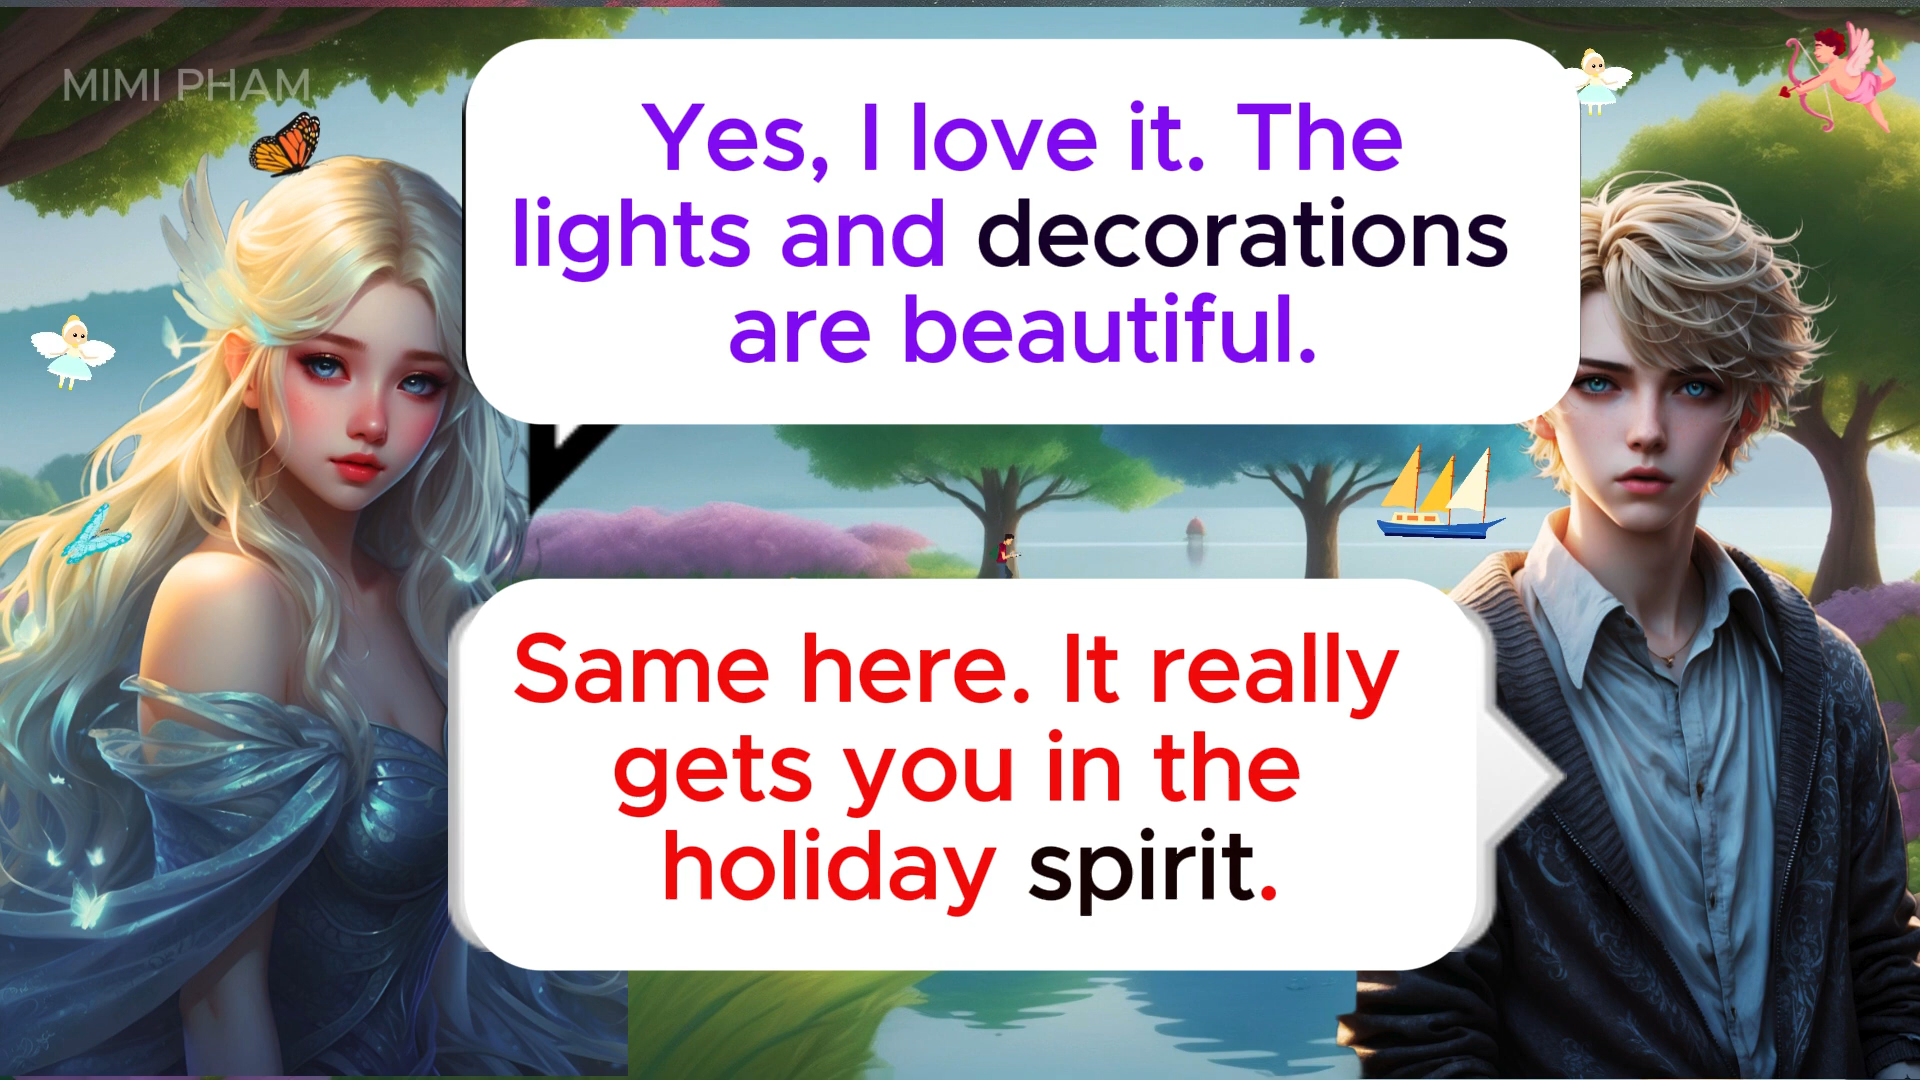 MIMI PHAM
Yes, I love it. The
lights and decorations
are beautiful.
Same here. It really
gets you in the
holiday spirit.